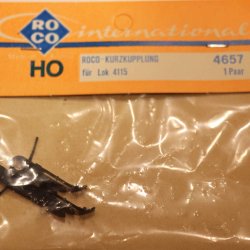 ROCO international
HO
ROCO-KURZKUPPLUNG 4657
für Lok 4115 1 Paar